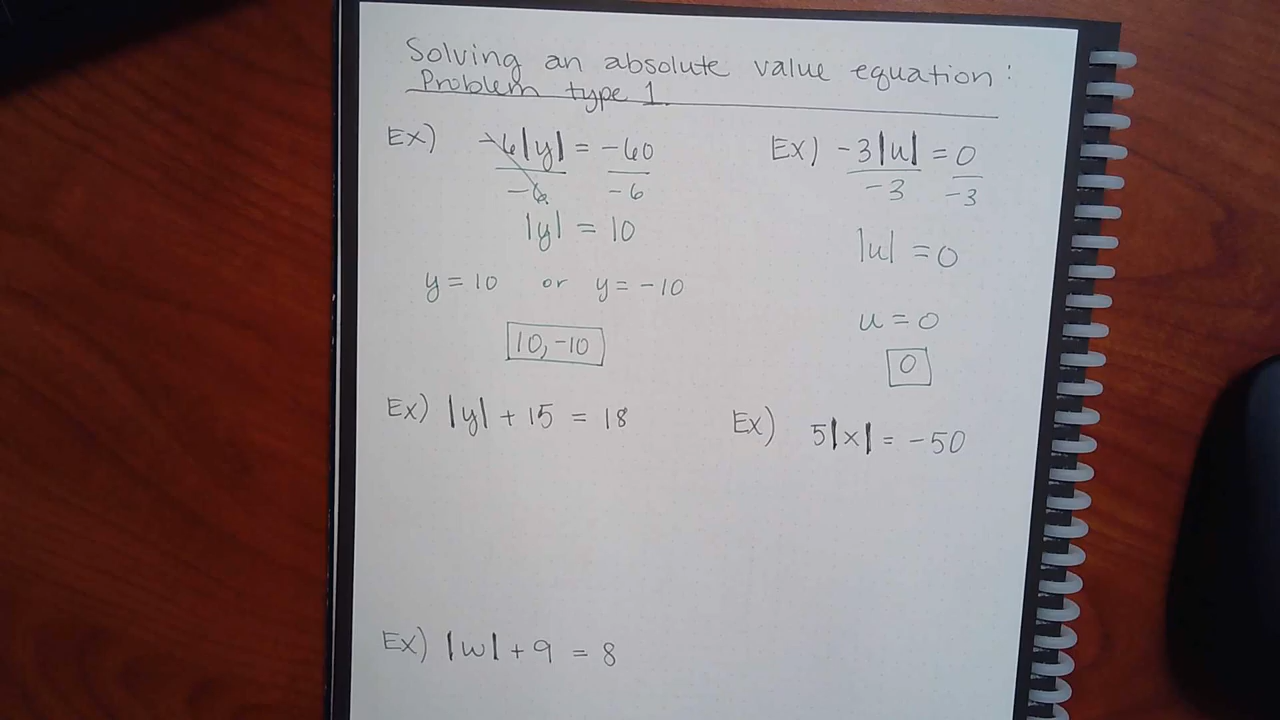 Solving an absolute value equation:
Problem type 1
Ex) -6|y| = -60
-6 -6
|y| = 10
y = 10 or y = -10
10, -10
Ex) -3|u| = 0
-3 -3
|u| = 0
u = 0
0
Ex) |y| + 15 = 18
Ex) 5|x| = -50
Ex) |w| + 9 = 8